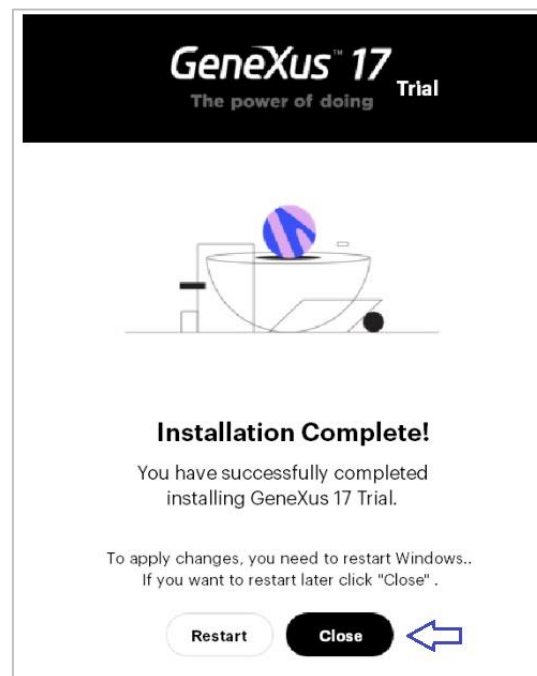 GeneXus™ 17
Trial
The power of doing
Installation Complete!
You have successfully completed
installing GeneXus 17 Trial.
To apply changes, you need to restart Windows..
If you want to restart later click "Close" .
Restart
Close